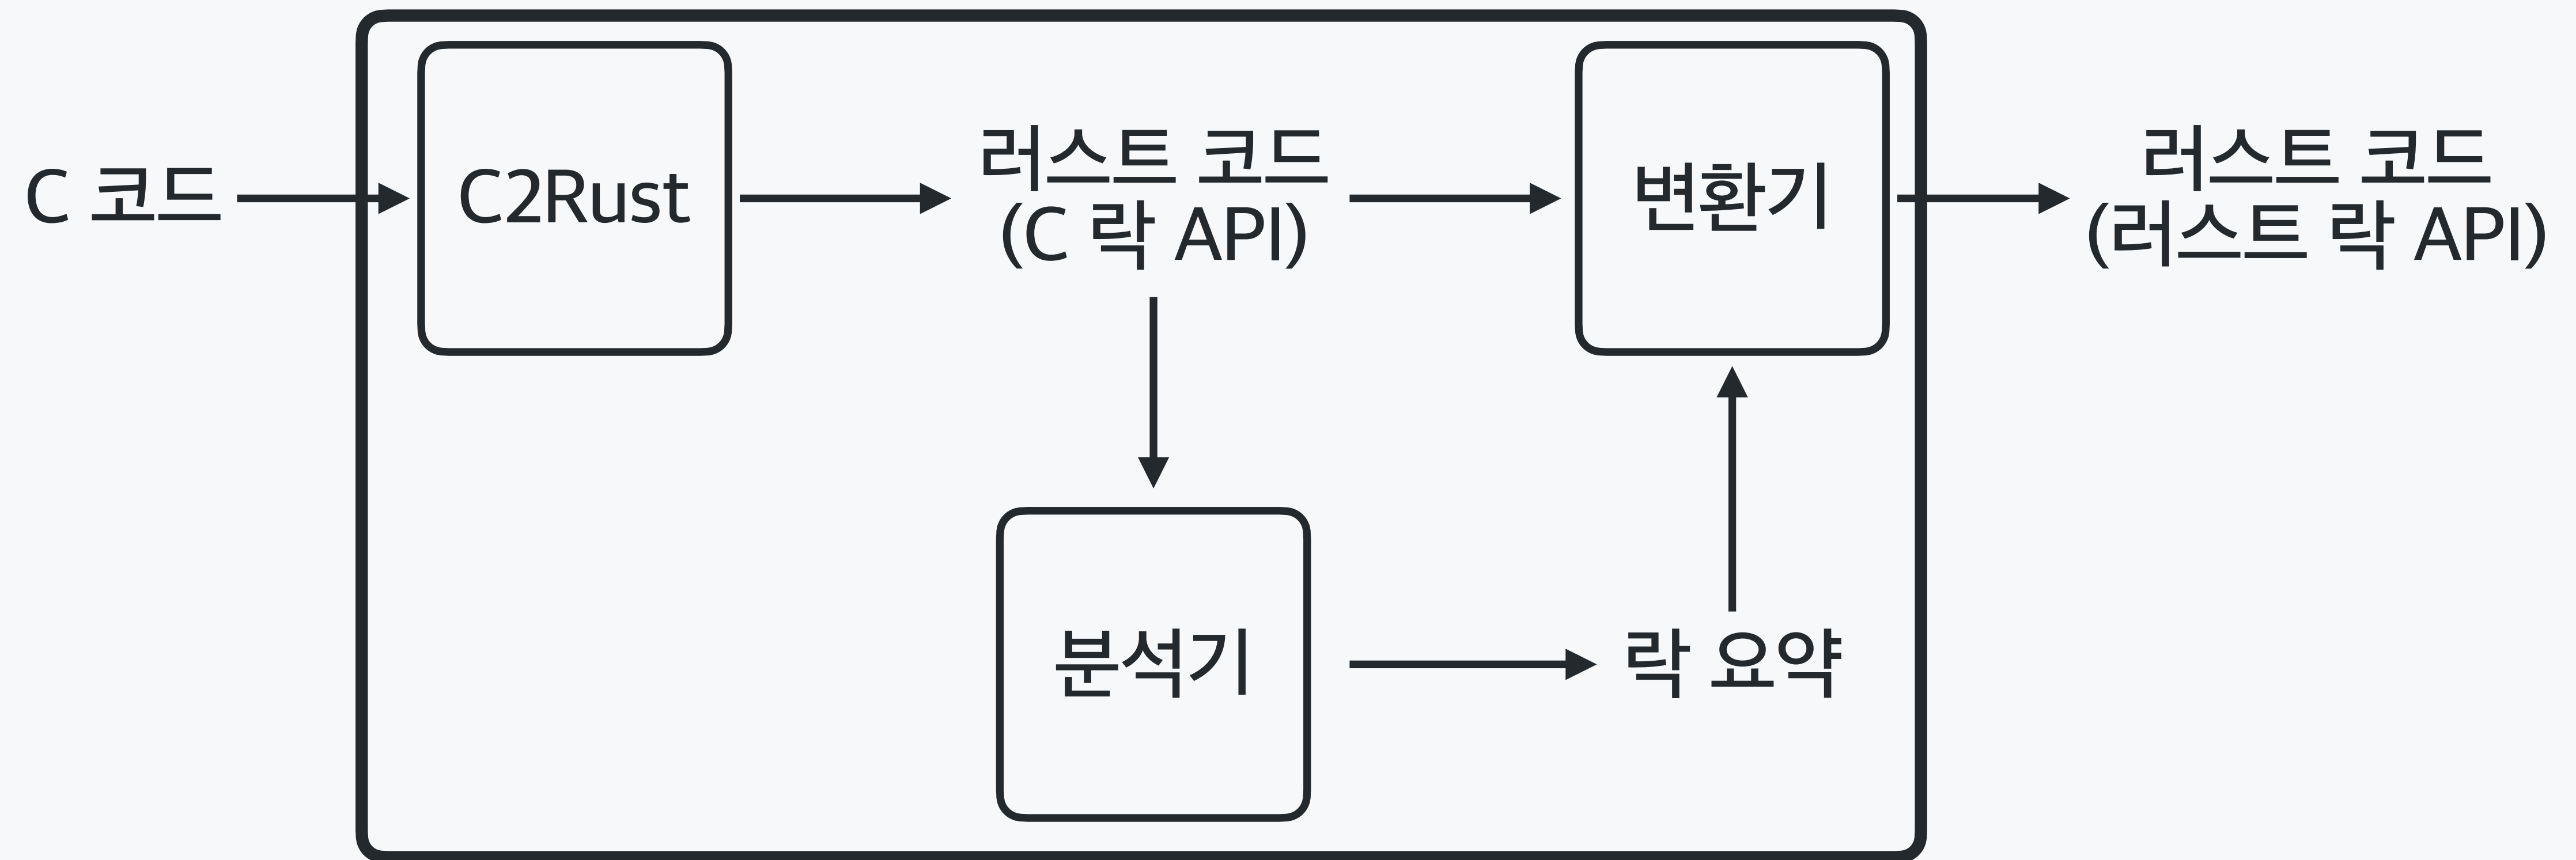 C 코드
C2Rust
러스트 코드
(C 락 API)
변환기
러스트 코드
(러스트 락 API)
분석기
락 요약